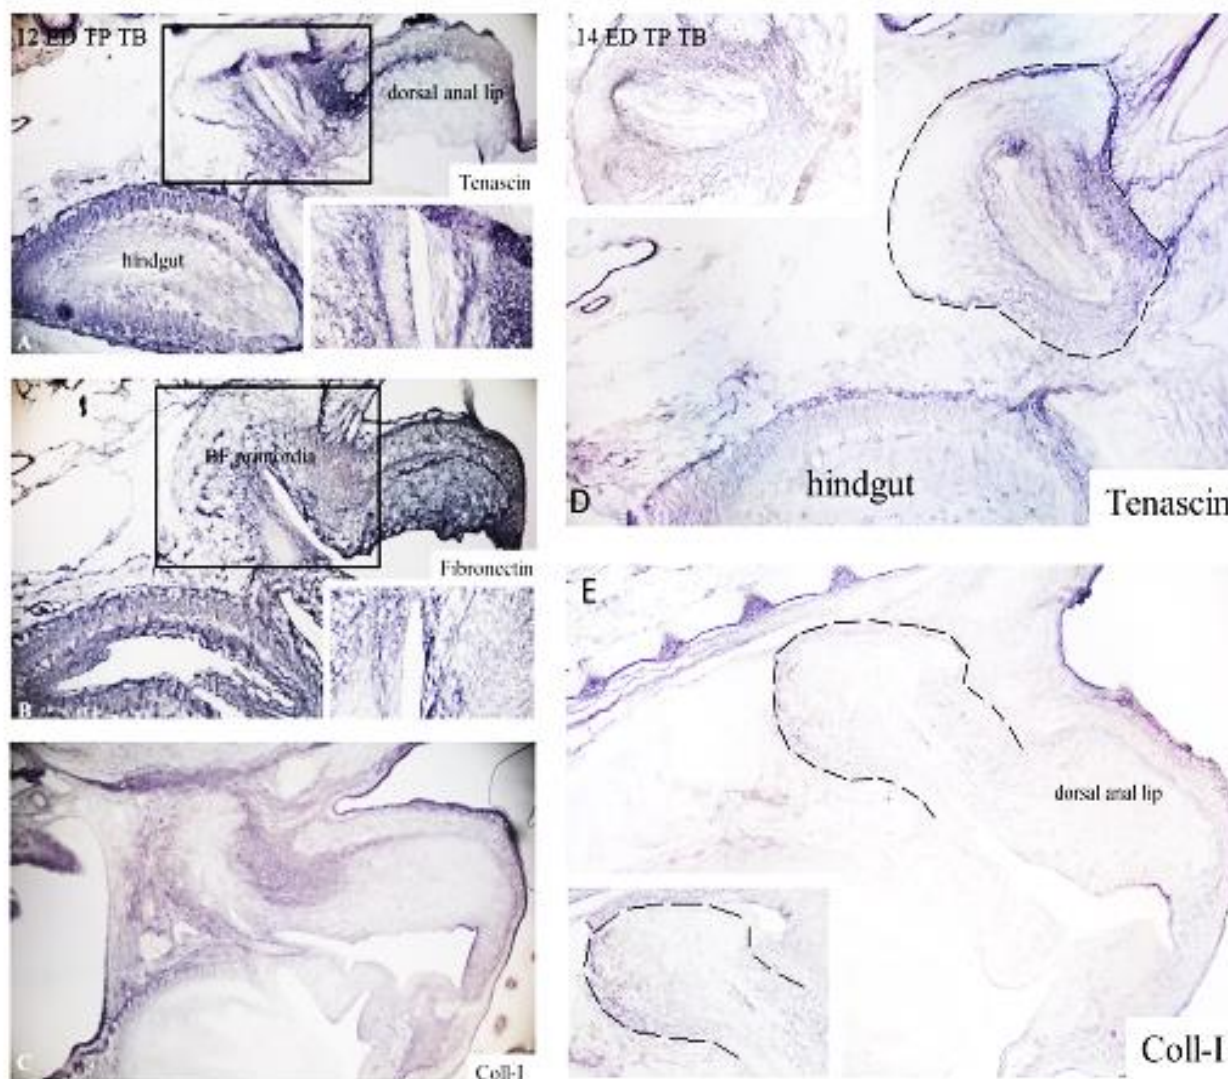 12 ED TP TB
dorsal anal lip
Tenascin
hindgut
A
BF primordia
Fibronectin
B
C
Coll-I
14 ED TP TB
hindgut
D
Tenascin
E
dorsal anal lip
Coll-I